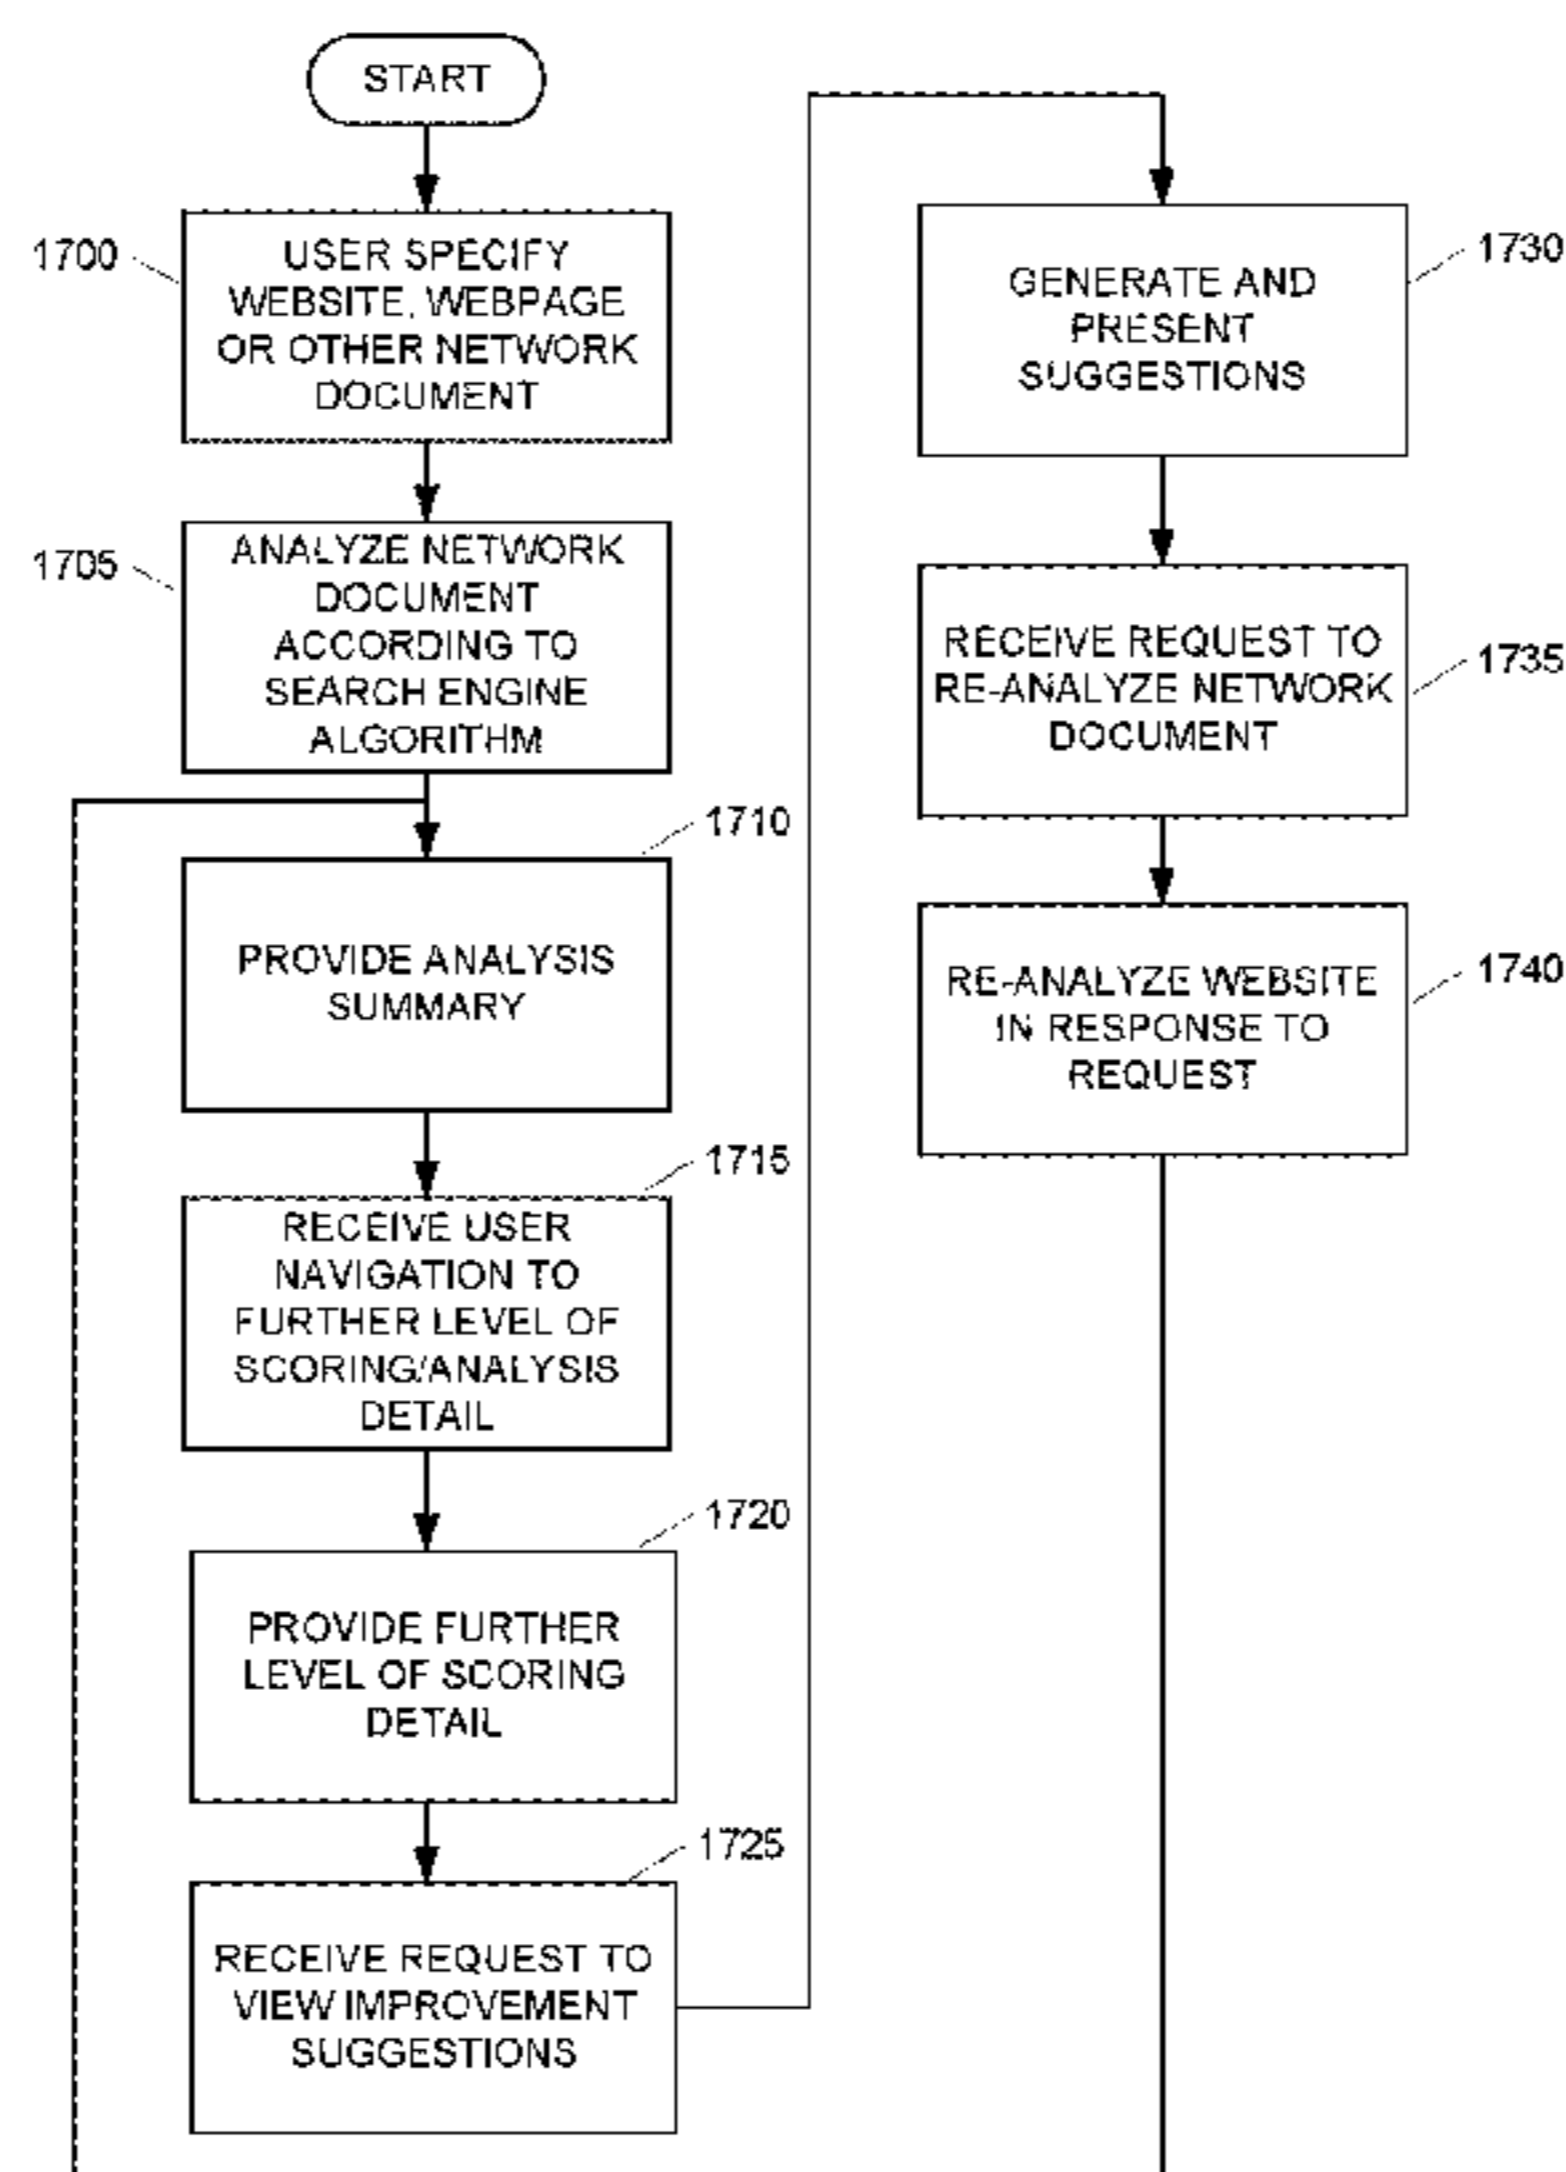 START
1700
USER SPECIFY
WEBSITE, WEBPAGE
OR OTHER NETWORK
DOCUMENT
1705
ANALYZE NETWORK
DOCUMENT
ACCORDING TO
SEARCH ENGINE
ALGORITHM
1710
PROVIDE ANALYSIS
SUMMARY
1715
RECEIVE USER
NAVIGATION TO
FURTHER LEVEL OF
SCORING/ANALYSIS
DETAIL
1720
PROVIDE FURTHER
LEVEL OF SCORING
DETAIL
1725
RECEIVE REQUEST TO
VIEW IMPROVEMENT
SUGGESTIONS
1730
GENERATE AND
PRESENT
SUGGESTIONS
1735
RECEIVE REQUEST TO
RE-ANALYZE NETWORK
DOCUMENT
1740
RE-ANALYZE WEBSITE
IN RESPONSE TO
REQUEST